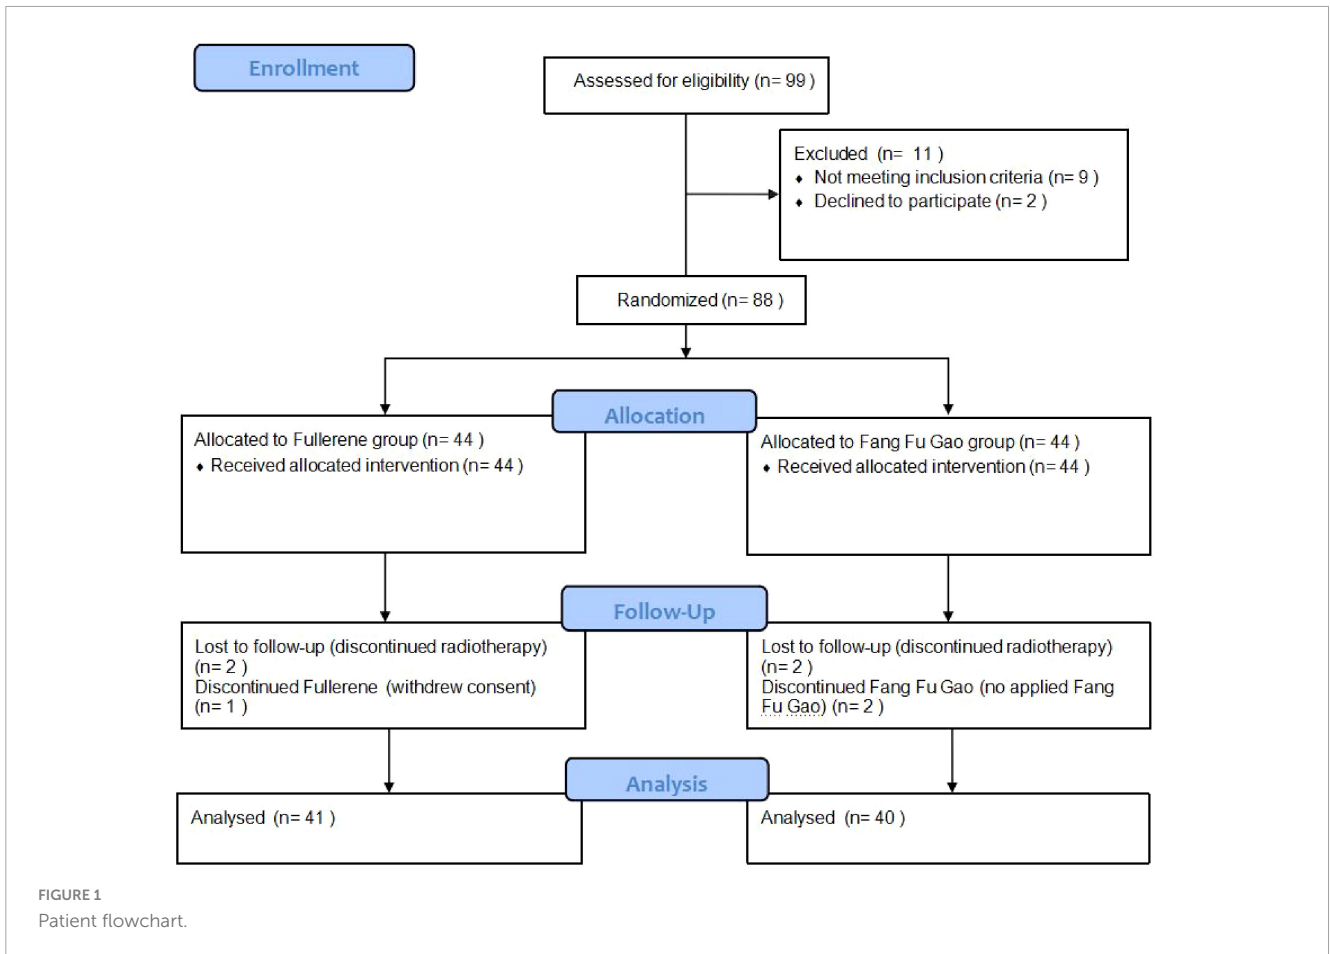 Enrollment
Assessed for eligibility (n= 99 )
Excluded (n= 11 )
♦ Not meeting inclusion criteria (n= 9 )
♦ Declined to participate (n= 2 )
Randomized (n= 88 )
Allocation
Allocated to Fullerene group (n= 44 )
♦ Received allocated intervention (n= 44 )
Allocated to Fang Fu Gao group (n= 44 )
♦ Received allocated intervention (n= 44 )
Follow-Up
Lost to follow-up (discontinued radiotherapy)
(n= 2 )
Discontinued Fullerene (withdrew consent)
(n= 1 )
Lost to follow-up (discontinued radiotherapy)
(n= 2 )
Discontinued Fang Fu Gao (no applied Fang
Fu Gao) (n= 2 )
Analysis
Analysed (n= 41 )
Analysed (n= 40 )
FIGURE 1
Patient flowchart.